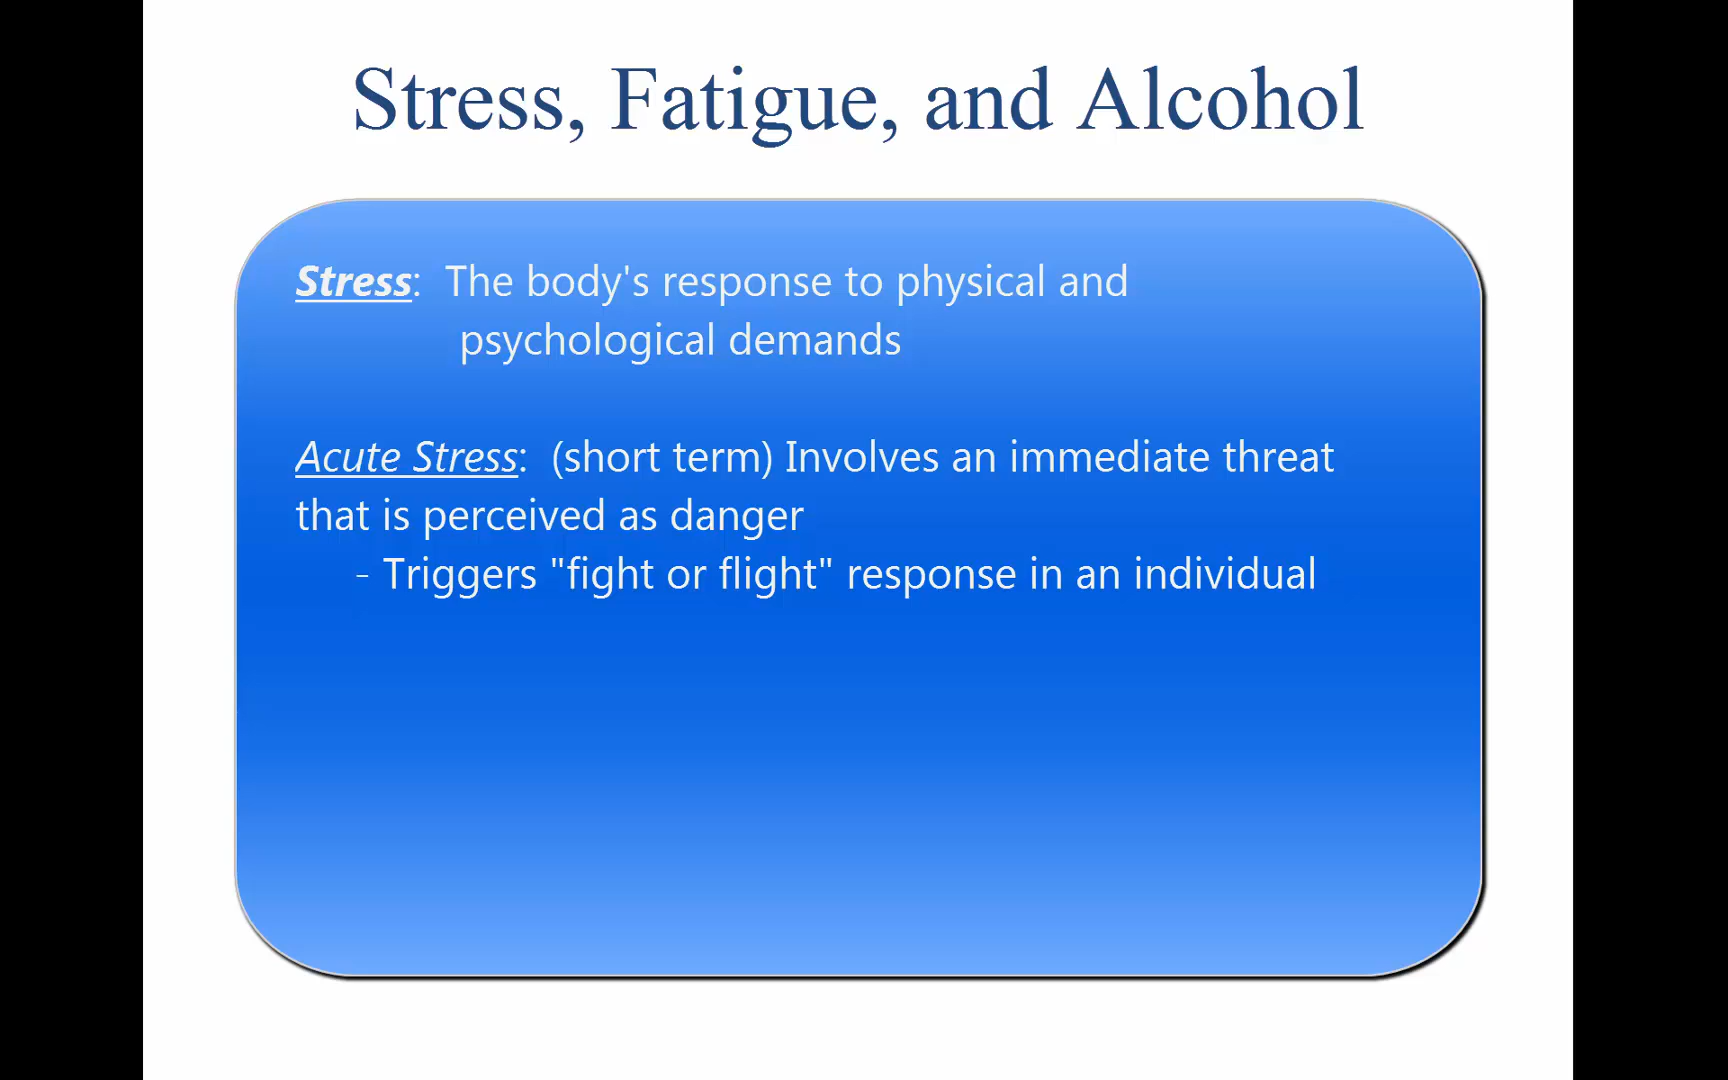 Stress, Fatigue, and Alcohol
Stress:  The body's response to physical and
psychological demands
Acute Stress:  (short term) Involves an immediate threat
that is perceived as danger
- Triggers "fight or flight" response in an individual